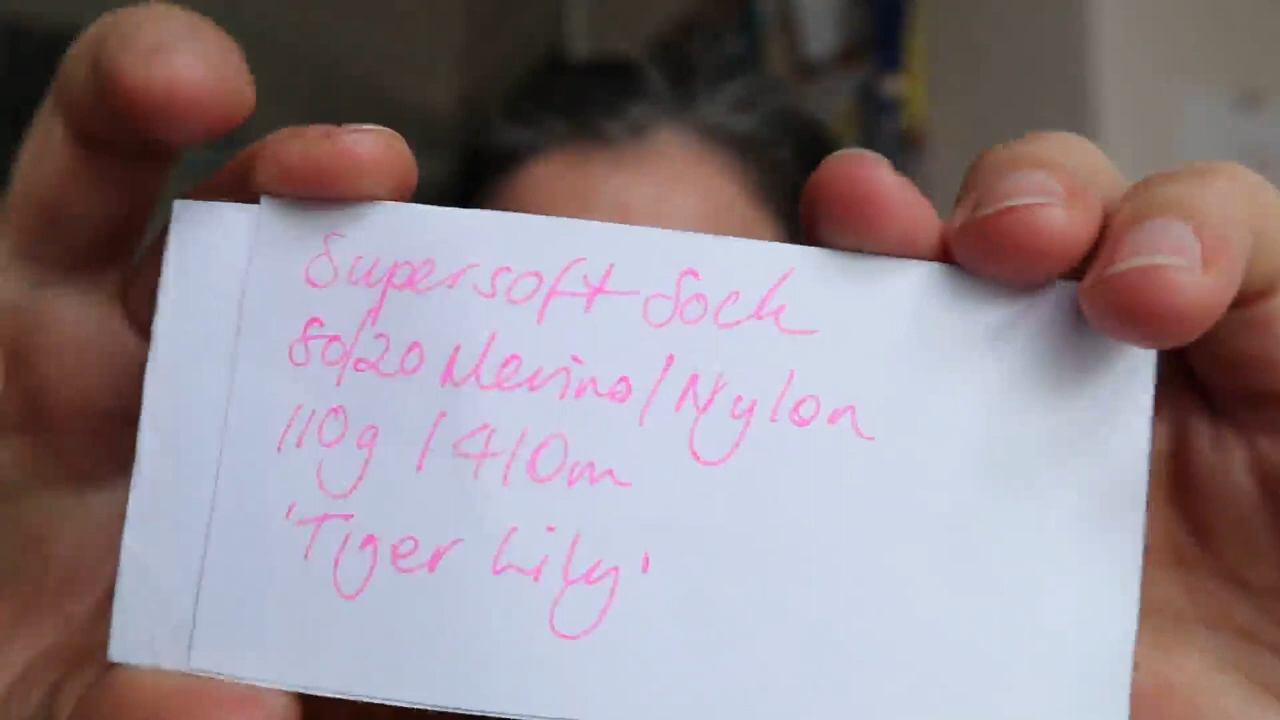 Supersoft Sock
80/20 Merino/Nylon
110g / 410m
'Tiger Lily'